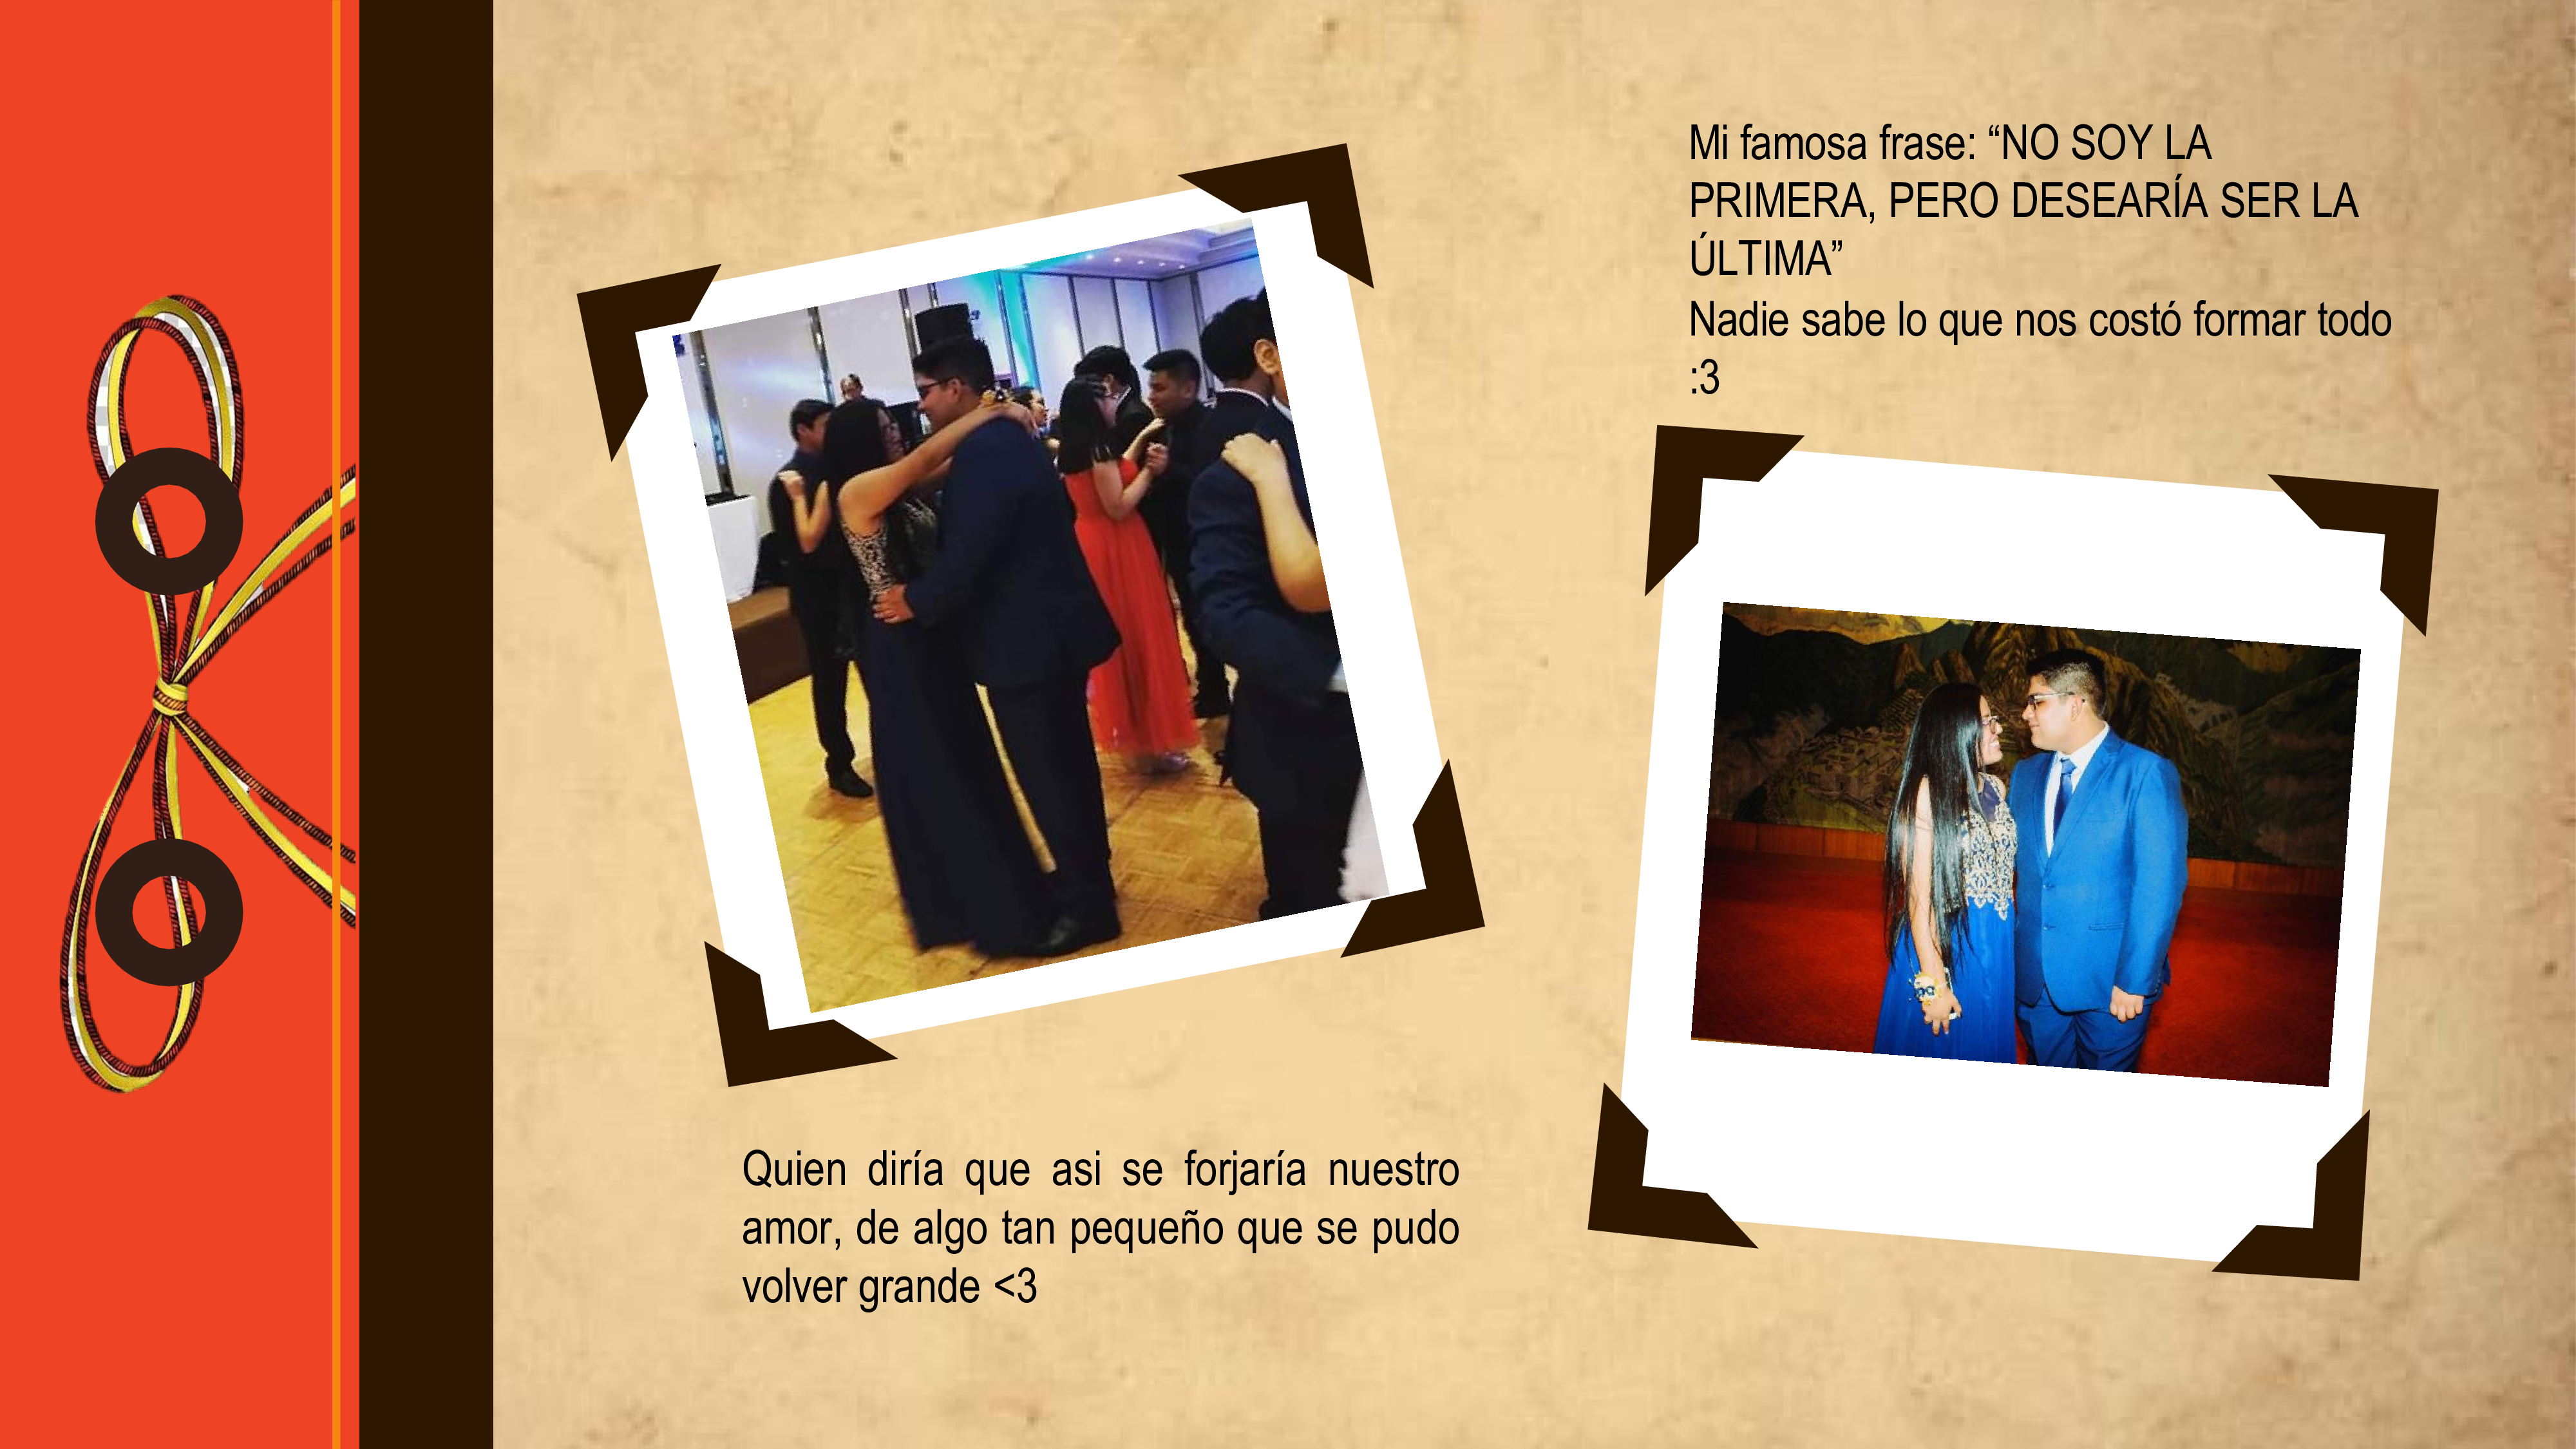 Mi famosa frase: “NO SOY LA
PRIMERA, PERO DESEARÍA SER LA
ÚLTIMA”
Nadie sabe lo que nos costó formar todo
:3
Quien diría que asi se forjaría nuestro
amor, de algo tan pequeño que se pudo
volver grande <3